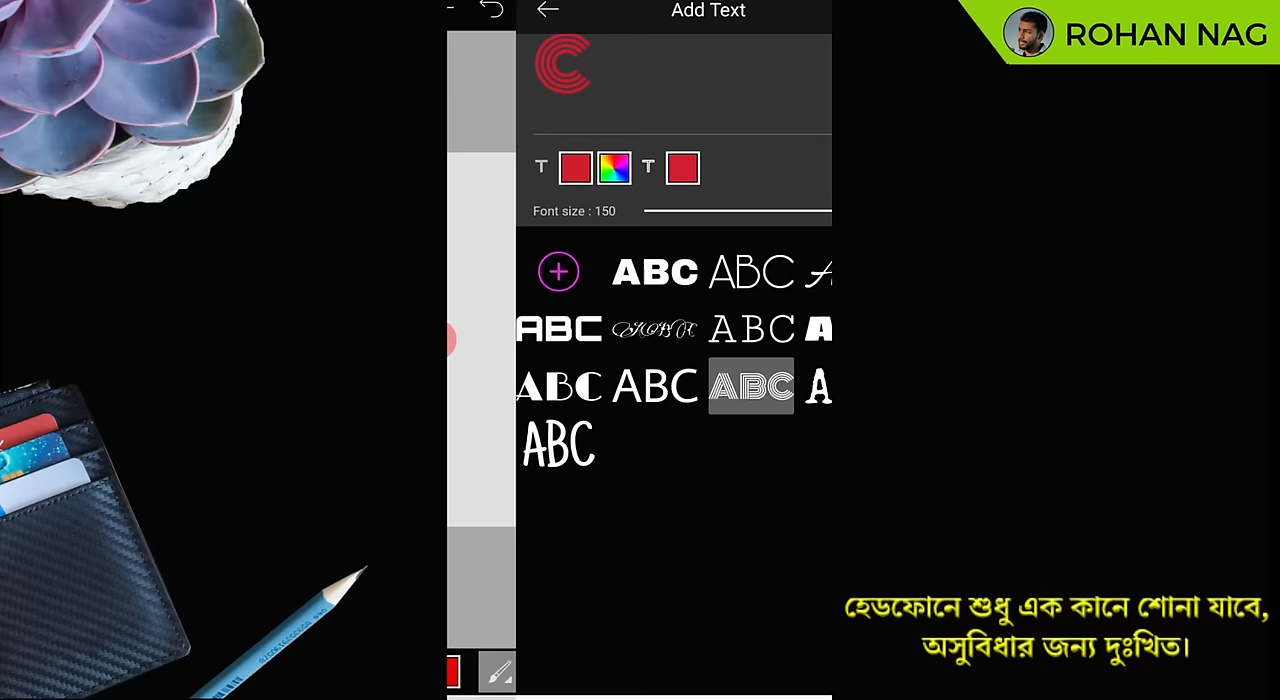 Add Text
ROHAN NAG
C
T T
Font size : 150
ABC ABC A
ABC ABC ABC A
ABC ABC ABC A
ABC
হেডফোনে শুধু এক কানে শোনা যাবে,
অসুবিধার জন্য দুঃখিত।